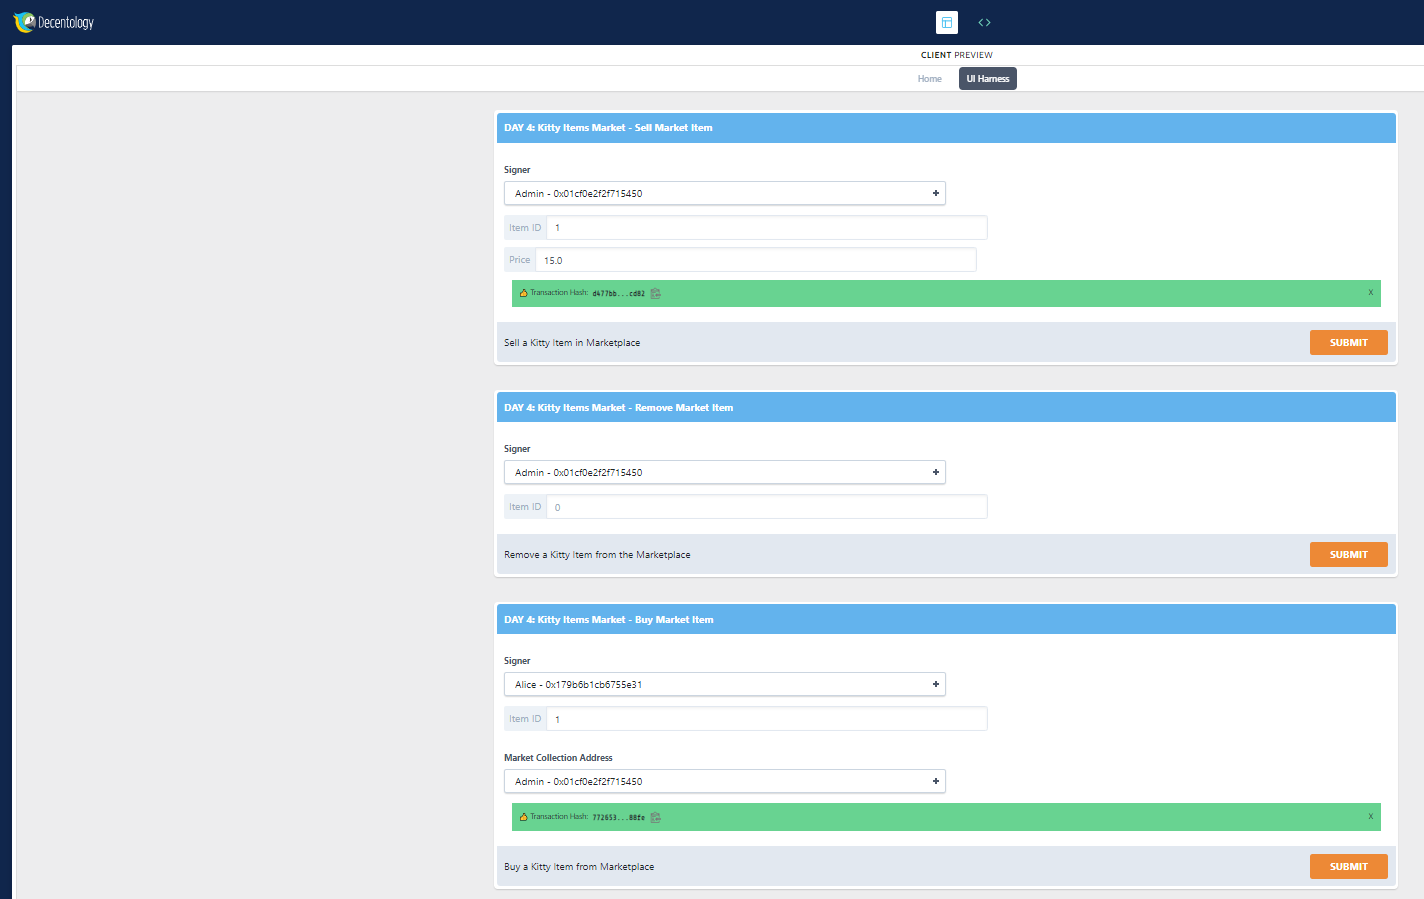 Decentology
<>
CLIENT PREVIEW
Home UI Harness
DAY 4: Kitty Items Market - Sell Market Item
Signer
Admin - 0x01cf0e2f2f715450 +
Item ID 1
Price 15.0
👍 Transaction Hash: d477bb...cd82 X
Sell a Kitty Item in Marketplace SUBMIT
DAY 4: Kitty Items Market - Remove Market Item
Signer
Admin - 0x01cf0e2f2f715450 +
Item ID 0
Remove a Kitty Item from the Marketplace SUBMIT
DAY 4: Kitty Items Market - Buy Market Item
Signer
Alice - 0x179b6b1cb6755e31 +
Item ID 1
Market Collection Address
Admin - 0x01cf0e2f2f715450 +
👍 Transaction Hash: 772653...88fe X
Buy a Kitty Item from Marketplace SUBMIT